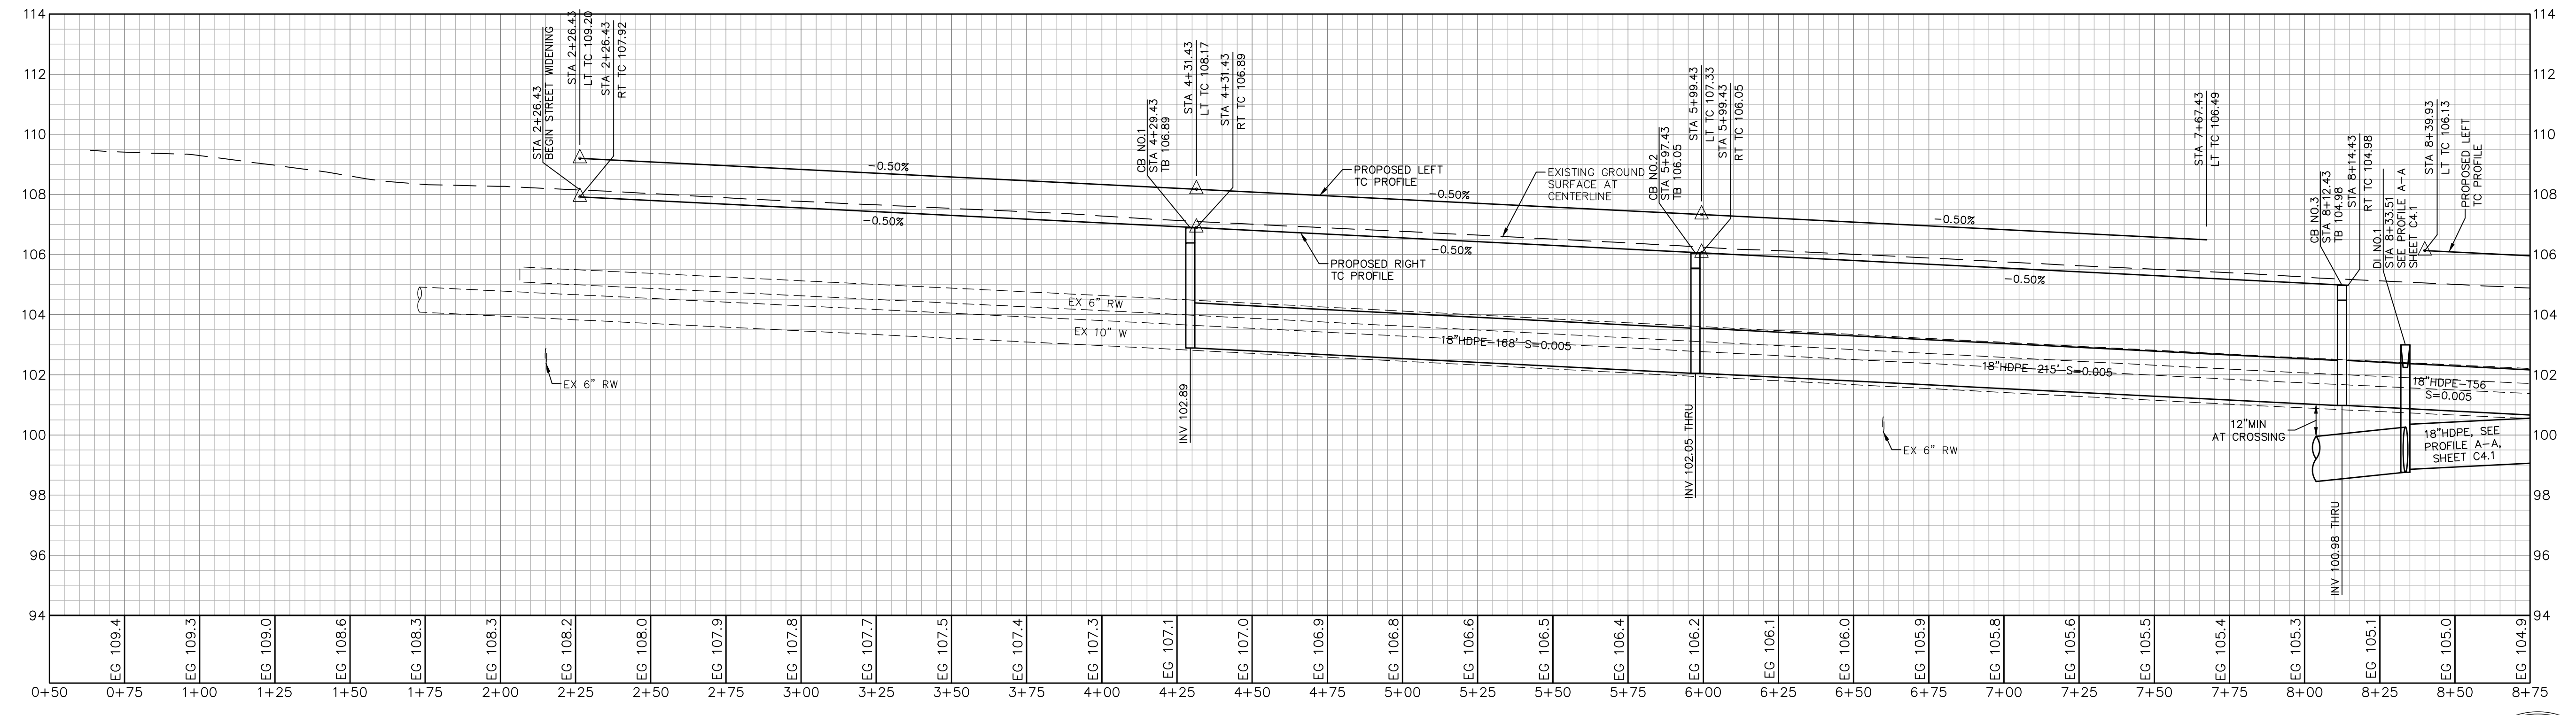 114
112
110
108
106
104
102
100
98
96
94
114
112
110
108
106
104
102
100
98
96
94
STA 2+26.43
BEGIN STREET WIDENING
STA 2+26.43
LT TC 109.20
STA 2+26.43
RT TC 107.92
CB NO.1
STA 4+29.43
TB 106.89
STA 4+31.43
LT TC 108.17
STA 4+31.43
RT TC 106.89
CB NO.2
STA 5+97.43
TB 106.05
STA 5+99.43
LT TC 107.33
STA 5+99.43
RT TC 106.05
STA 7+67.43
LT TC 106.49
CB NO.3
STA 8+12.43
TB 104.98
STA 8+14.43
RT TC 104.98
DI NO.1
STA 8+33.51
SEE PROFILE A-A
SHEET C4.1
STA 8+39.93
LT TC 106.13
PROPOSED LEFT
TC PROFILE
-0.50%
-0.50%
PROPOSED LEFT
TC PROFILE
-0.50%
EXISTING GROUND
SURFACE AT
CENTERLINE
-0.50%
PROPOSED RIGHT
TC PROFILE
-0.50%
-0.50%
EX 6" RW
EX 10" W
EX 6" RW
18"HDPE-168' S=0.005
18"HDPE-215' S=0.005
18"HDPE-156
S=0.005
INV 102.89
INV 102.05 THRU
INV 100.98 THRU
EX 6" RW
12"MIN
AT CROSSING
18"HDPE, SEE
PROFILE A-A,
SHEET C4.1
EG 109.4
EG 109.3
EG 109.0
EG 108.6
EG 108.3
EG 108.3
EG 108.2
EG 108.0
EG 107.9
EG 107.8
EG 107.7
EG 107.5
EG 107.4
EG 107.3
EG 107.1
EG 107.0
EG 106.9
EG 106.8
EG 106.6
EG 106.5
EG 106.4
EG 106.2
EG 106.1
EG 106.0
EG 105.9
EG 105.8
EG 105.6
EG 105.5
EG 105.4
EG 105.3
EG 105.1
EG 105.0
EG 104.9
0+50 0+75 1+00 1+25 1+50 1+75 2+00 2+25 2+50 2+75 3+00 3+25 3+50 3+75 4+00 4+25 4+50 4+75 5+00 5+25 5+50 5+75 6+00 6+25 6+50 6+75 7+00 7+25 7+50 7+75 8+00 8+25 8+50 8+75